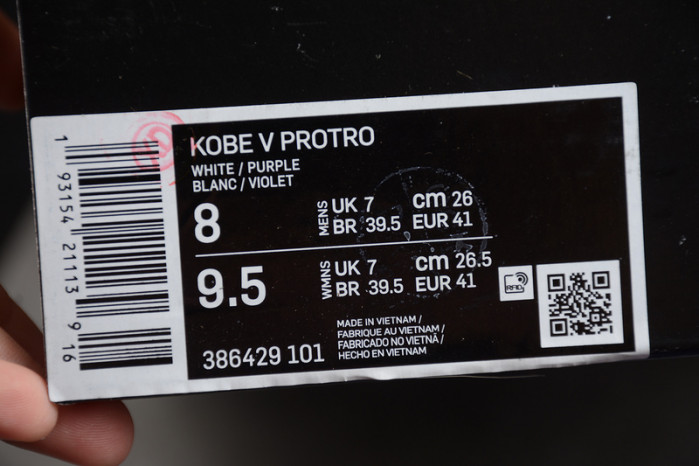 KOBE V PROTRO
WHITE / PURPLE
BLANC / VIOLET
8
MENS
UK 7
cm 26
BR 39.5
EUR 41
9.5
WMNS
UK 7
cm 26.5
BR 39.5
EUR 41
386429 101
MADE IN VIETNAM /
FABRIQUE AU VIETNAM /
FABRICADO NO VIETNÃ /
HECHO EN VIETNAM
1 93154 21113 9 16